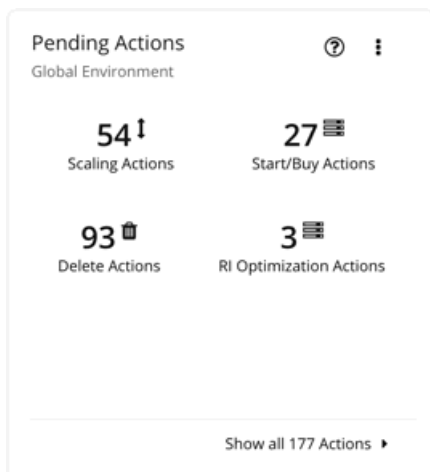 Pending Actions
Global Environment
54
Scaling Actions
27
Start/Buy Actions
93
Delete Actions
3
RI Optimization Actions
Show all 177 Actions